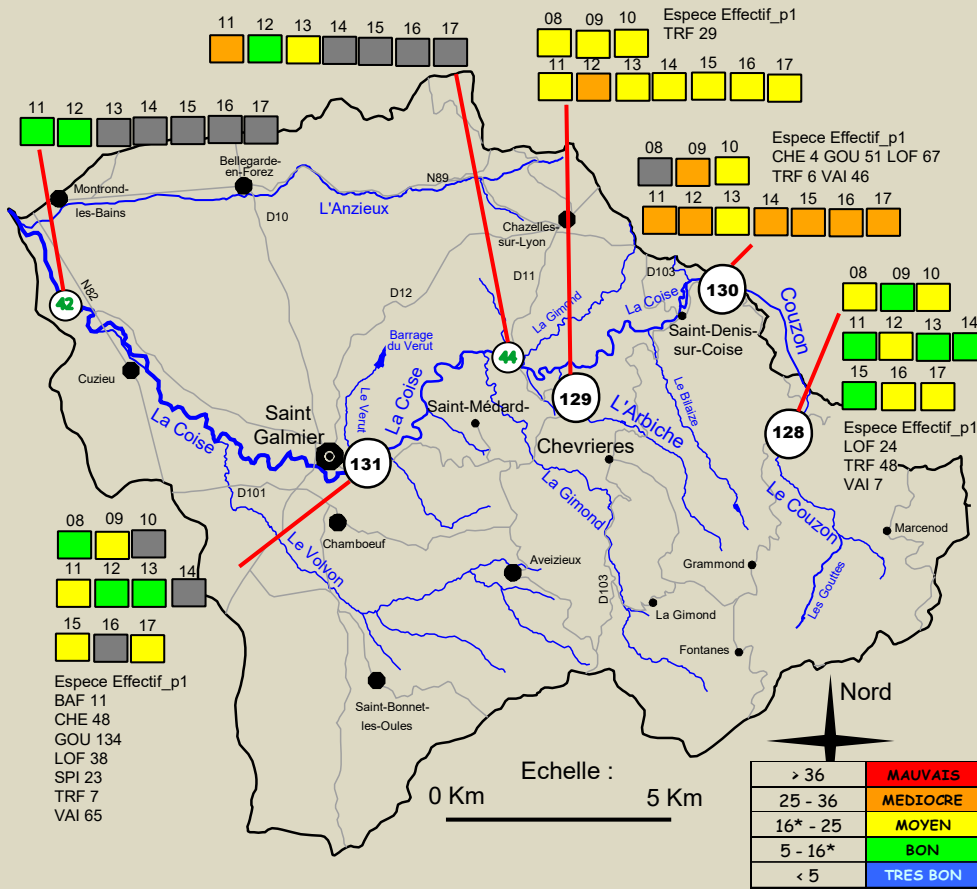 11 12 13 14 15 16 17
08 09 10
11 12 13 14 15 16 17
Espece Effectif_p1
TRF 29
11 12 13 14 15 16 17
08 09 10
11 12 13 14 15 16 17
Espece Effectif_p1
CHE 4 GOU 51 LOF 67
TRF 6 VAI 46
08 09 10
11 12 13 14
15 16 17
Espece Effectif_p1
LOF 24
TRF 48
VAI 7
Montrond-
les-Bains
Bellegarde-
en-Forez
N89
L'Anzieux
D10
Chazelles-
sur-Lyon
D11
D12
D103
N82
42
130
Couzon
La Coise
La Gimond
Saint-Denis-
sur-Coise
Barrage
du Verut
44
Cuzieu
Le Verut
La Coise
129
Le Bilaize
L'Arbiche
Saint-Médard-
128
La Coise
Saint
Galmier
131
Chevrieres
La Gimond
Le Couzon
D101
Marcenod
Chamboeuf
Le Volvon
Aveizieux
D103
Grammond
Les Gouttes
La Gimond
Fontanes
Saint-Bonnet-
les-Oules
08 09 10
11 12 13 14
15 16 17
Espece Effectif_p1
BAF 11
CHE 48
GOU 134
LOF 38
SPI 23
TRF 7
VAI 65
Nord
Echelle :
0 Km 5 Km
> 36 MAUVAIS
25 - 36 MEDIOCRE
16* - 25 MOYEN
5 - 16* BON
< 5 TRES BON